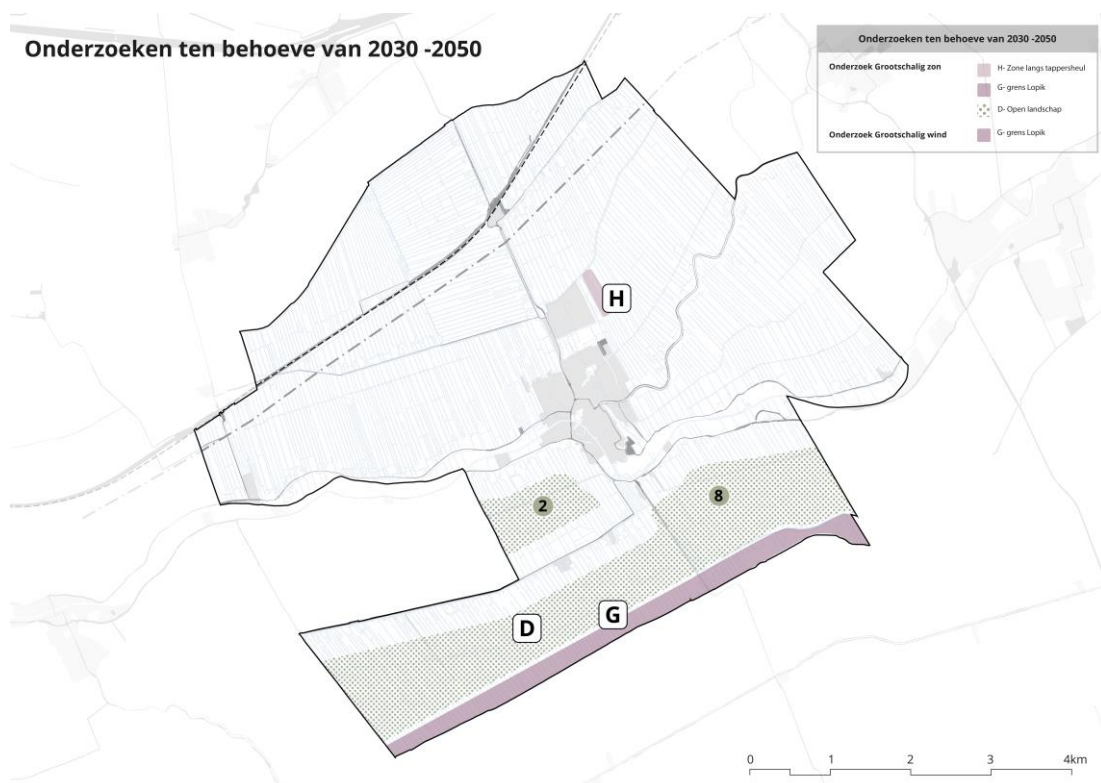 Onderzoeken ten behoeve van 2030 -2050
Onderzoeken ten behoeve van 2030 -2050
Onderzoek Grootschalig zon
H- Zone langs tappersheul
G- grens Lopik
D- Open landschap
Onderzoek Grootschalig wind
G- grens Lopik
H
2
8
D
G
0 1 2 3 4km